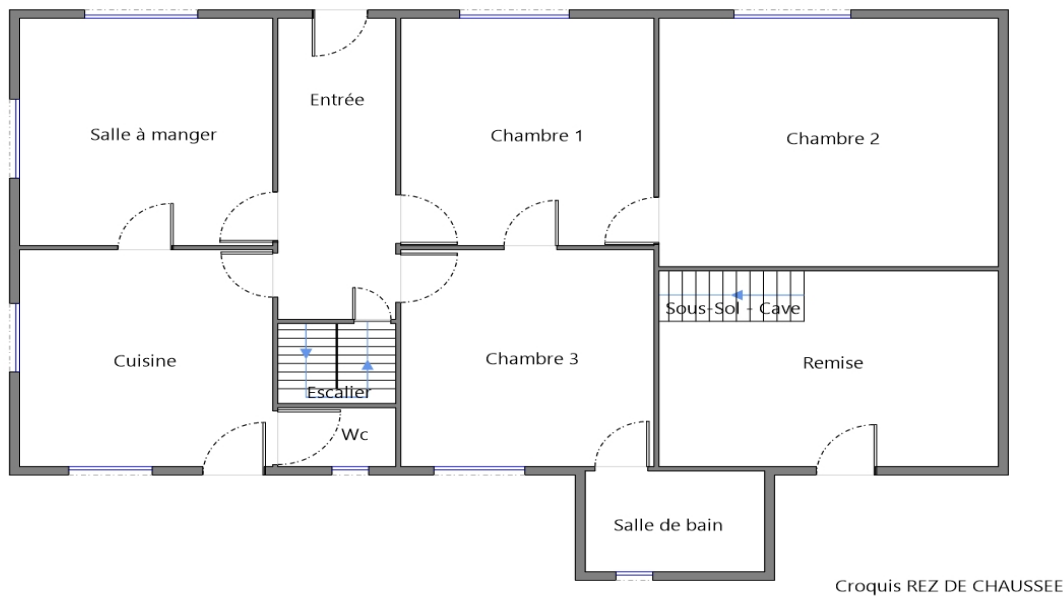 Entrée
Salle à manger
Chambre 1
Chambre 2
Sous-Sol - Cave
Cuisine
Chambre 3
Remise
Escalier
Wc
Salle de bain
Croquis REZ DE CHAUSSEE